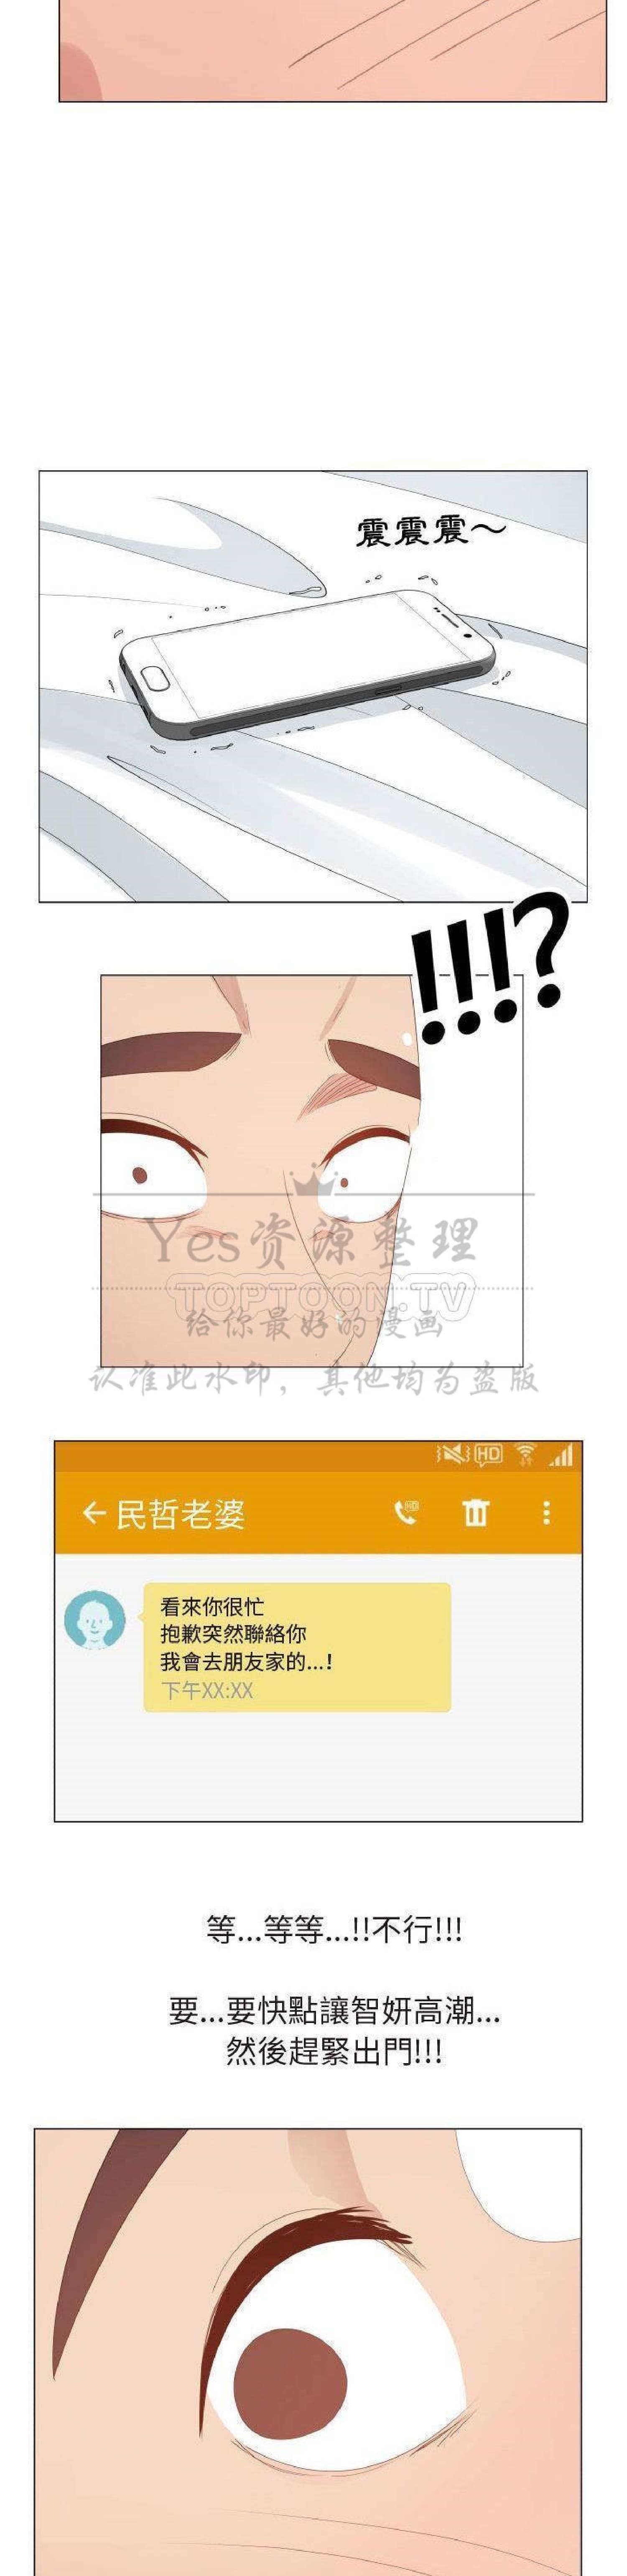 震震震～
!!!?
Yes资源整理
TOPTOON.TV
给你最好的漫画
认准此水印，其他均为盗版
HD
民哲老婆
HD
看來你很忙
抱歉突然聯絡你
我會去朋友家的...!
下午XX:XX
等...等等...!!不行!!!
要...要快點讓智妍高潮...
然後趕緊出門!!!